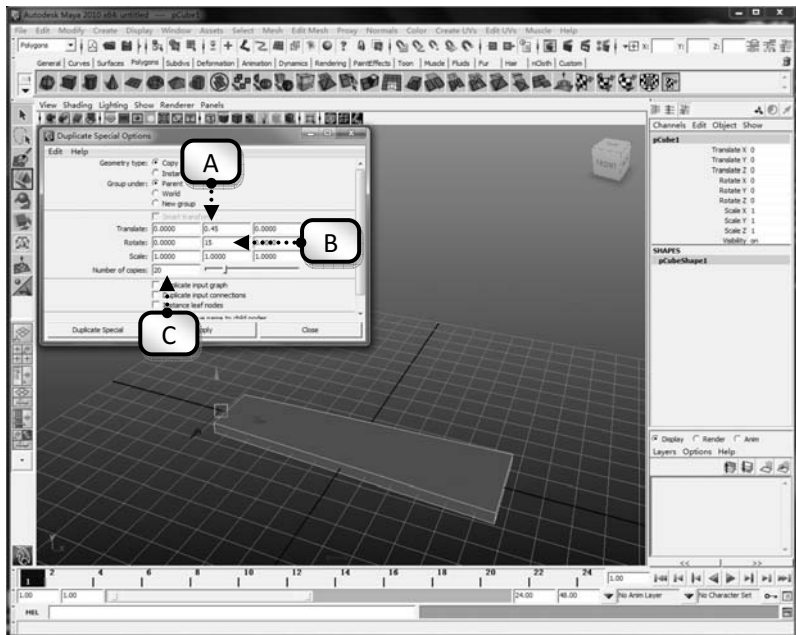 Autodesk Maya 2010 x64: untitled --- pCube1
File Edit Modify Create Display Window Assets Select Mesh Edit Mesh Proxy Normals Color Create UVs Edit UVs Muscle Help
Polygons X: Y: Z:
General Curves Surfaces Polygons Subdivs Deformation Animation Dynamics Rendering PaintEffects Toon Muscle Fluids Fur Hair nCloth Custom
View Shading Lighting Show Renderer Panels
Duplicate Special Options
Edit Help
Geometry type: Copy
Group under: Parent
World
New group
Translate: 0.0000 0.45 0.0000
Rotate: 0.0000 15
Scale: 1.0000 1.0000 1.0000
Number of copies: 20
Duplicate input graph
Duplicate input connections
Instance leaf nodes
Duplicate Special Apply Close
A
B
C
FRONT
Channels Edit Object Show
pCube1
Translate X 0
Translate Y 0
Translate Z 0
Rotate X 0
Rotate Y 0
Rotate Z 0
Scale X 1
Scale Y 1
Scale Z 1
Visibility on
SHAPES
pCubeShape1
Display Render Anim
Layers Options Help
<< >>
1 2 4 6 8 10 12 14 16 18 20 22 24 1.00
1.00 1.00 24.00 48.00 No Anim Layer No Character Set
MEL